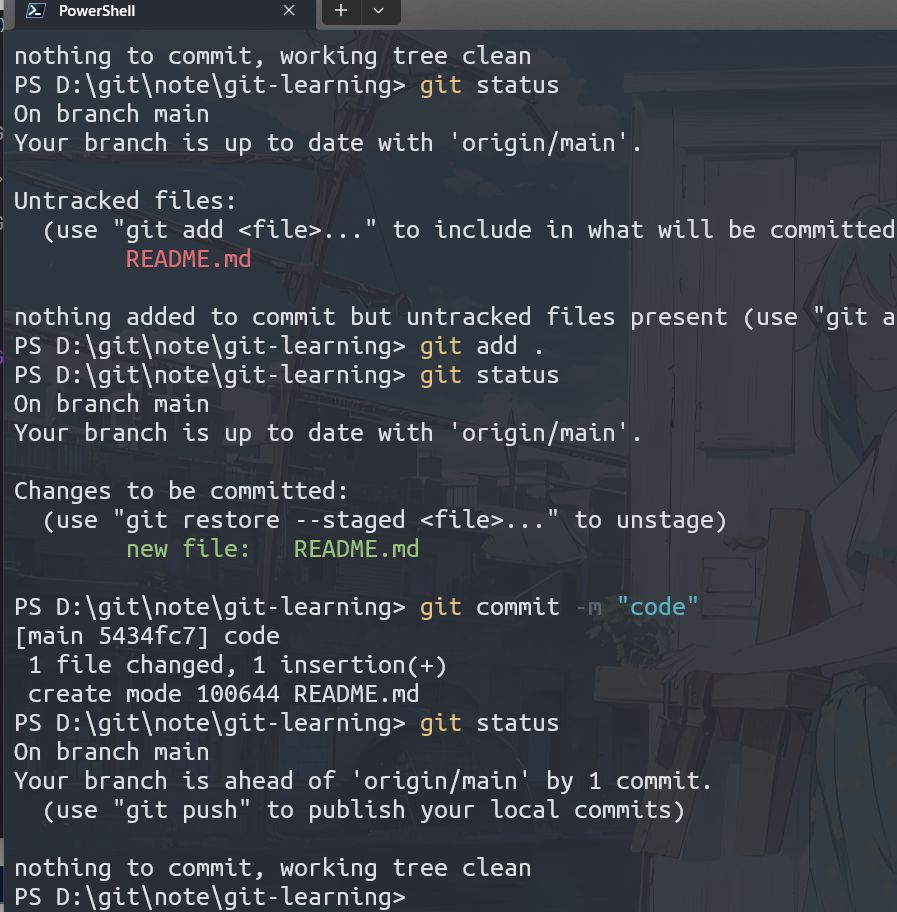 PowerShell
nothing to commit, working tree clean
PS D:\git\note\git-learning> git status
On branch main
Your branch is up to date with 'origin/main'.
Untracked files:
  (use "git add <file>..." to include in what will be committed
        README.md
nothing added to commit but untracked files present (use "git a
PS D:\git\note\git-learning> git add .
PS D:\git\note\git-learning> git status
On branch main
Your branch is up to date with 'origin/main'.
Changes to be committed:
  (use "git restore --staged <file>..." to unstage)
        new file:   README.md
PS D:\git\note\git-learning> git commit -m "code"
[main 5434fc7] code
 1 file changed, 1 insertion(+)
 create mode 100644 README.md
PS D:\git\note\git-learning> git status
On branch main
Your branch is ahead of 'origin/main' by 1 commit.
  (use "git push" to publish your local commits)
nothing to commit, working tree clean
PS D:\git\note\git-learning>